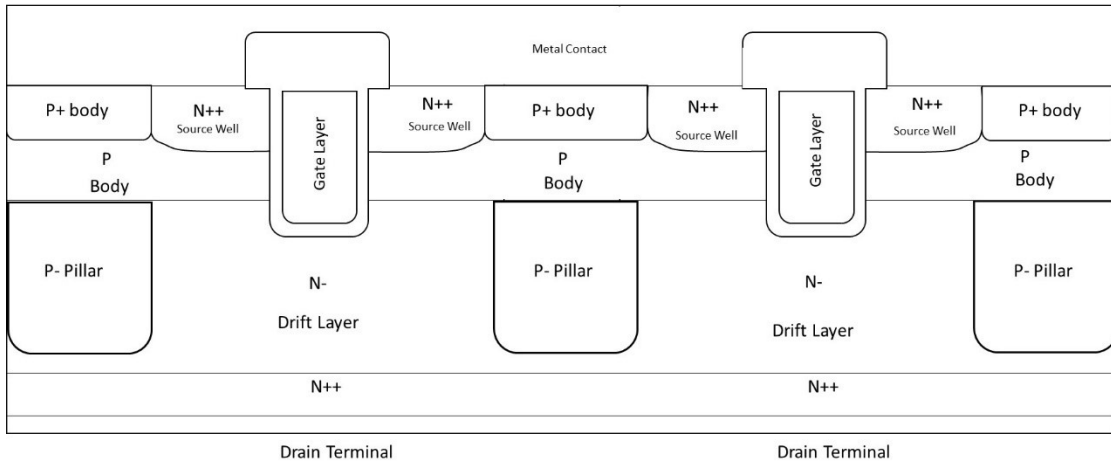 Metal Contact
P+ body
N++
Source Well
Gate Layer
N++
Source Well
P+ body
N++
Source Well
Gate Layer
N++
Source Well
P+ body
P
Body
P
Body
P
Body
P- Pillar
N-
Drift Layer
P- Pillar
N-
Drift Layer
P- Pillar
N++
N++
Drain Terminal
Drain Terminal